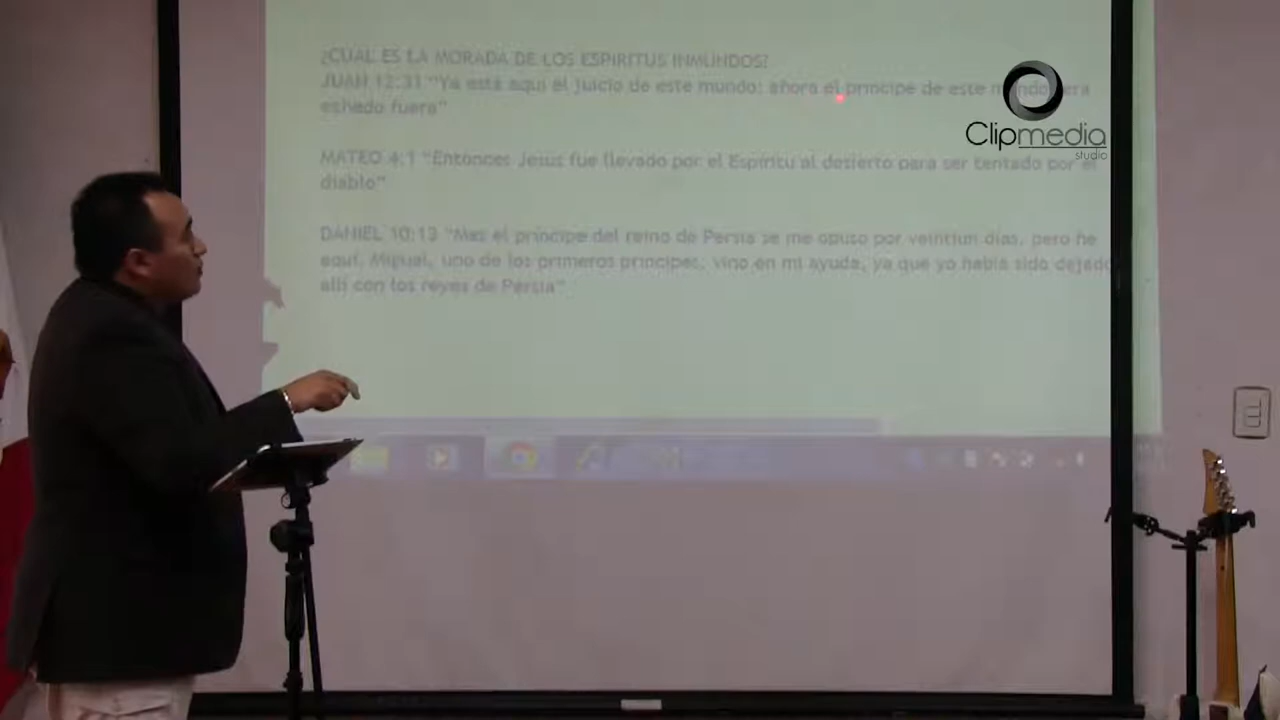 ¿CUAL ES LA MORADA DE LOS ESPIRITUS INMUNDOS?
JUAN 12:31 "Ya está aquí el juicio de este mundo; ahora el príncipe de este mundo será
echado fuera"
MATEO 4:1 "Entonces Jesús fue llevado por el Espíritu al desierto para ser tentado por el
diablo"
DANIEL 10:13 "Mas el príncipe del reino de Persia se me opuso por veintiún días, pero he
aquí, Miguel, uno de los primeros príncipes, vino en mi ayuda, ya que yo había sido dejado
allí con los reyes de Persia"
Clipmedia
studio